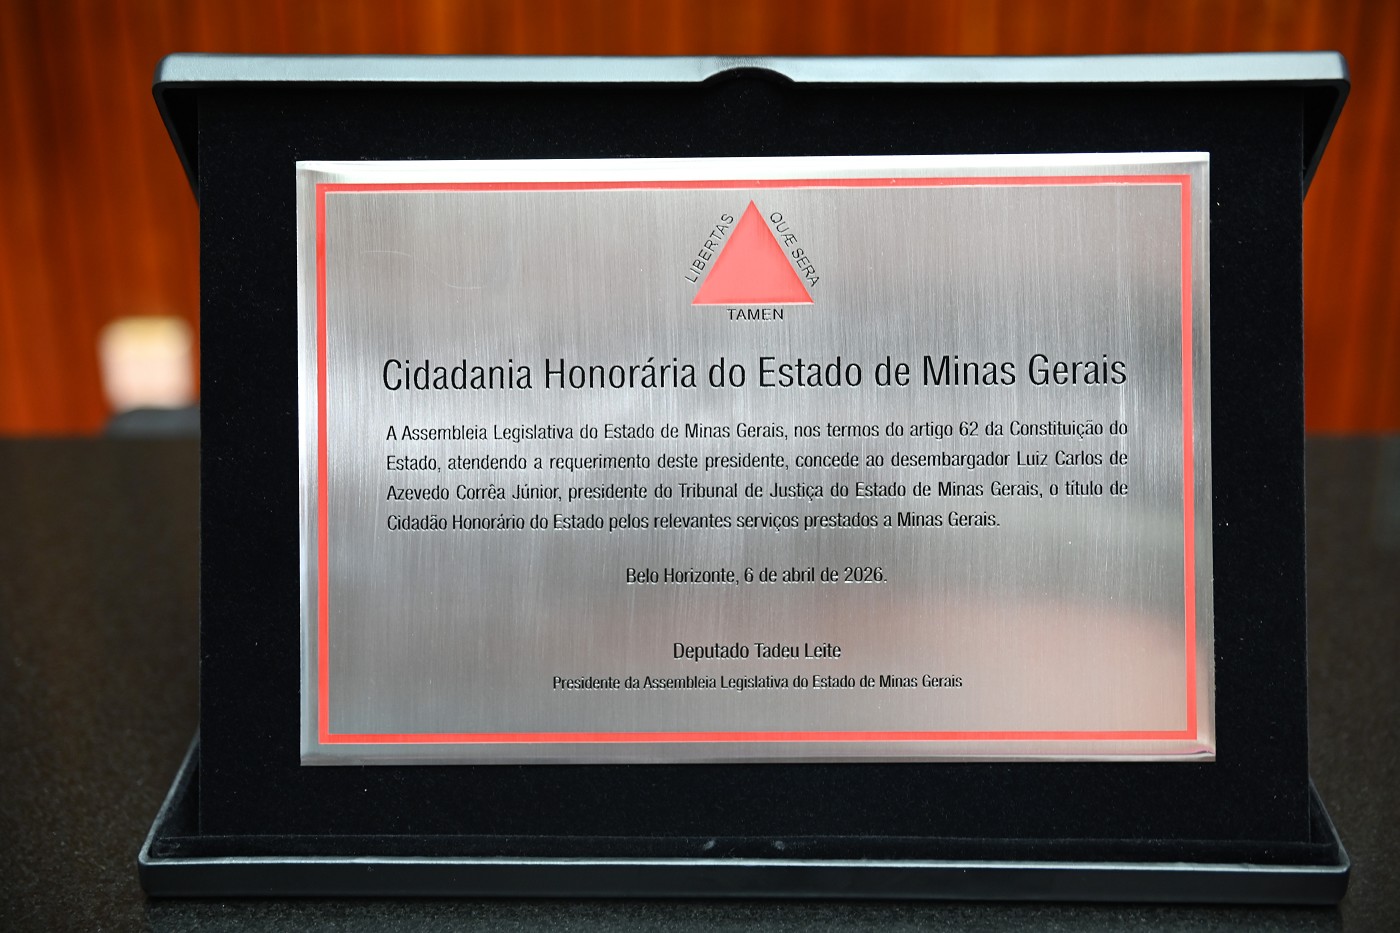 LIBERTAS QUÆ SERA
TAMEN
Cidadania Honorária do Estado de Minas Gerais
A Assembleia Legislativa do Estado de Minas Gerais, nos termos do artigo 62 da Constituição do
Estado, atendendo a requerimento deste presidente, concede ao desembargador Luiz Carlos de
Azevedo Corrêa Júnior, presidente do Tribunal de Justiça do Estado de Minas Gerais, o título de
Cidadão Honorário do Estado pelos relevantes serviços prestados a Minas Gerais.
Belo Horizonte, 6 de abril de 2026.
Deputado Tadeu Leite
Presidente da Assembleia Legislativa do Estado de Minas Gerais